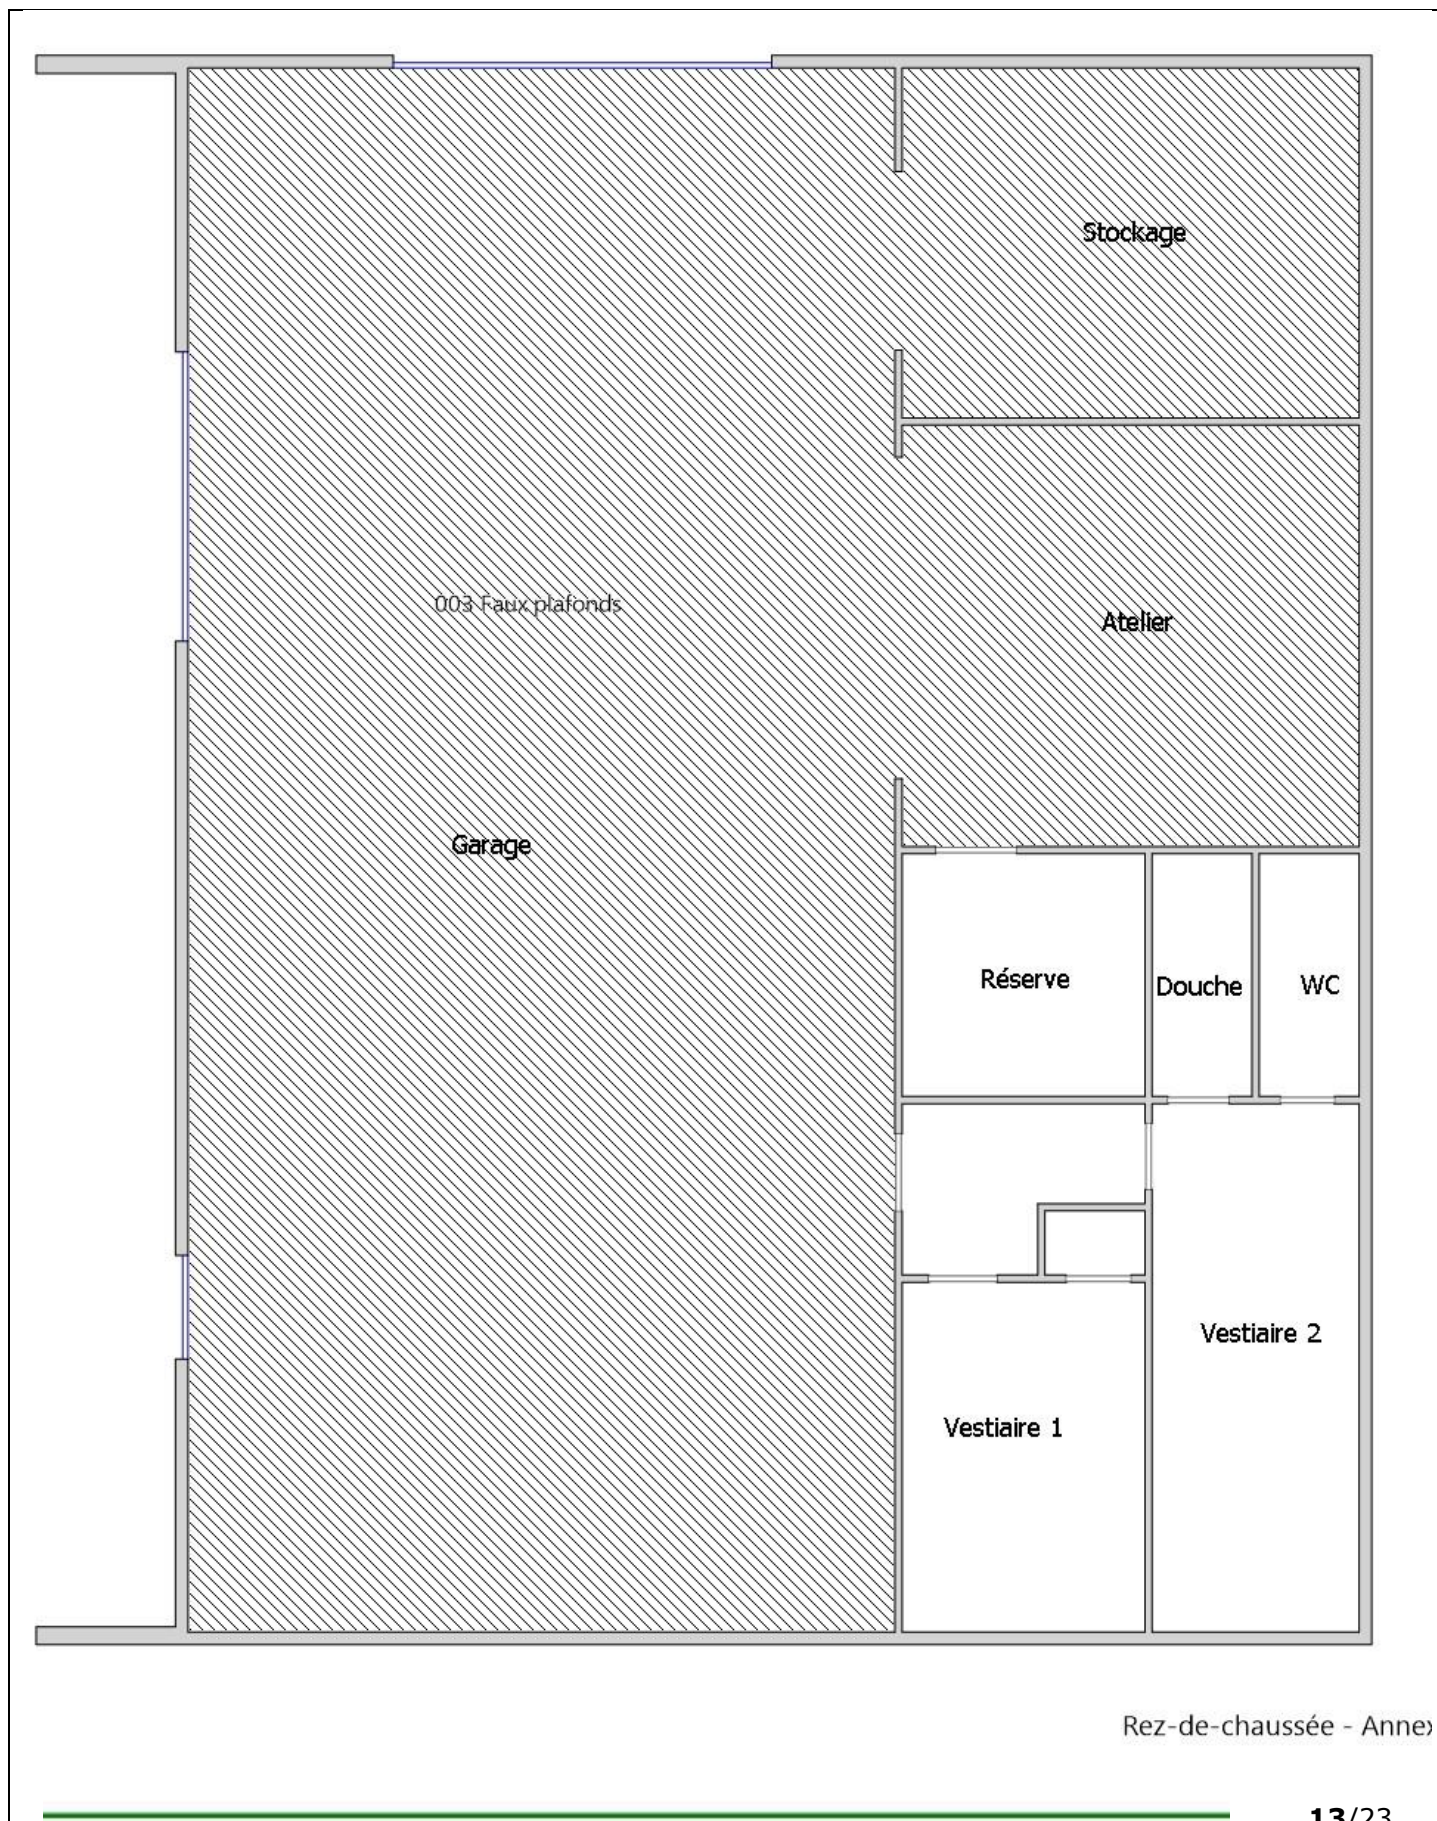 Stockage
003 Faux plafonds
Atelier
Garage
Réserve
Douche
WC
Vestiaire 2
Vestiaire 1
Rez-de-chaussée - Annex
13/23